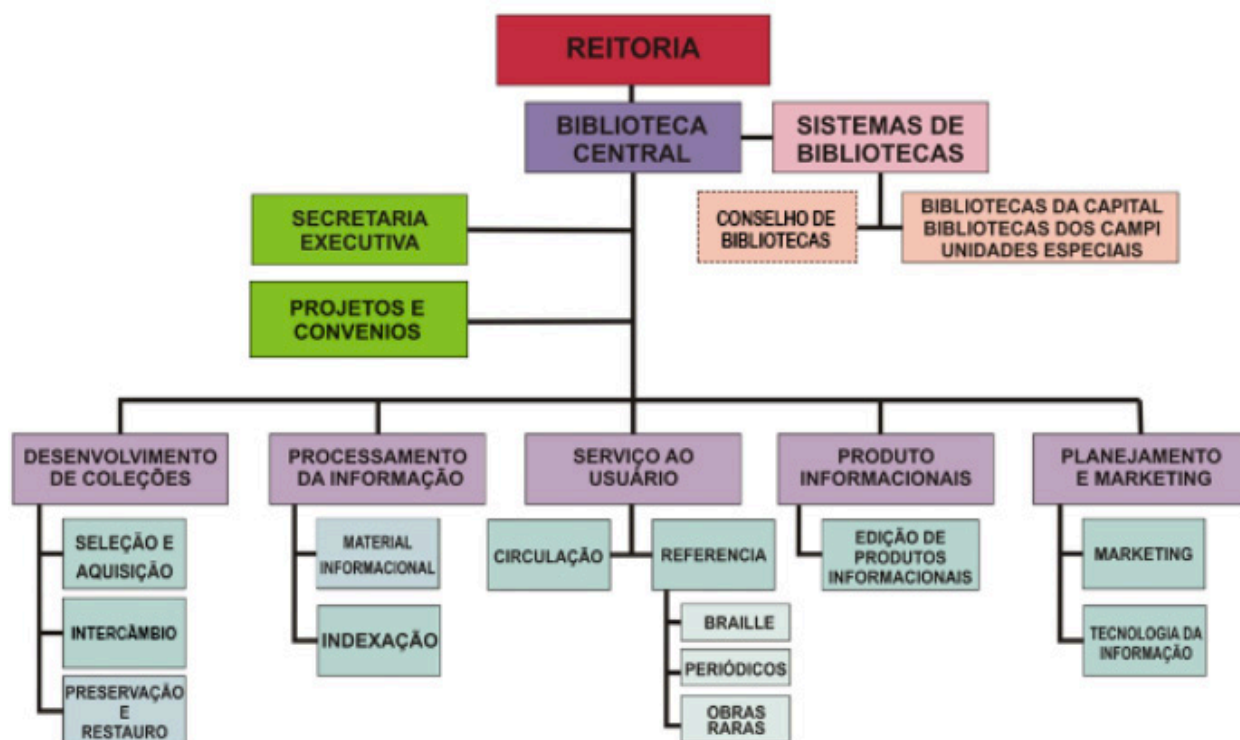 REITORIA
BIBLIOTECA
CENTRAL
SISTEMAS DE
BIBLIOTECAS
SECRETARIA
EXECUTIVA
CONSELHO DE
BIBLIOTECAS
BIBLIOTECAS DA CAPITAL
BIBLIOTECAS DOS CAMPI
UNIDADES ESPECIAIS
PROJETOS E
CONVENIOS
DESENVOLVIMENTO
DE COLEÇÕES
PROCESSAMENTO
DA INFORMAÇÃO
SERVIÇO AO
USUÁRIO
PRODUTO
INFORMACIONAIS
PLANEJAMENTO
E MARKETING
SELEÇÃO E
AQUISIÇÃO
INTERCÂMBIO
PRESERVAÇÃO
E
RESTAURO
MATERIAL
INFORMACIONAL
INDEXAÇÃO
CIRCULAÇÃO
REFERENCIA
BRAILLE
PERIÓDICOS
OBRAS
RARAS
EDIÇÃO DE
PRODUTOS
INFORMACIONAIS
MARKETING
TECNOLOGIA DA
INFORMAÇÃO